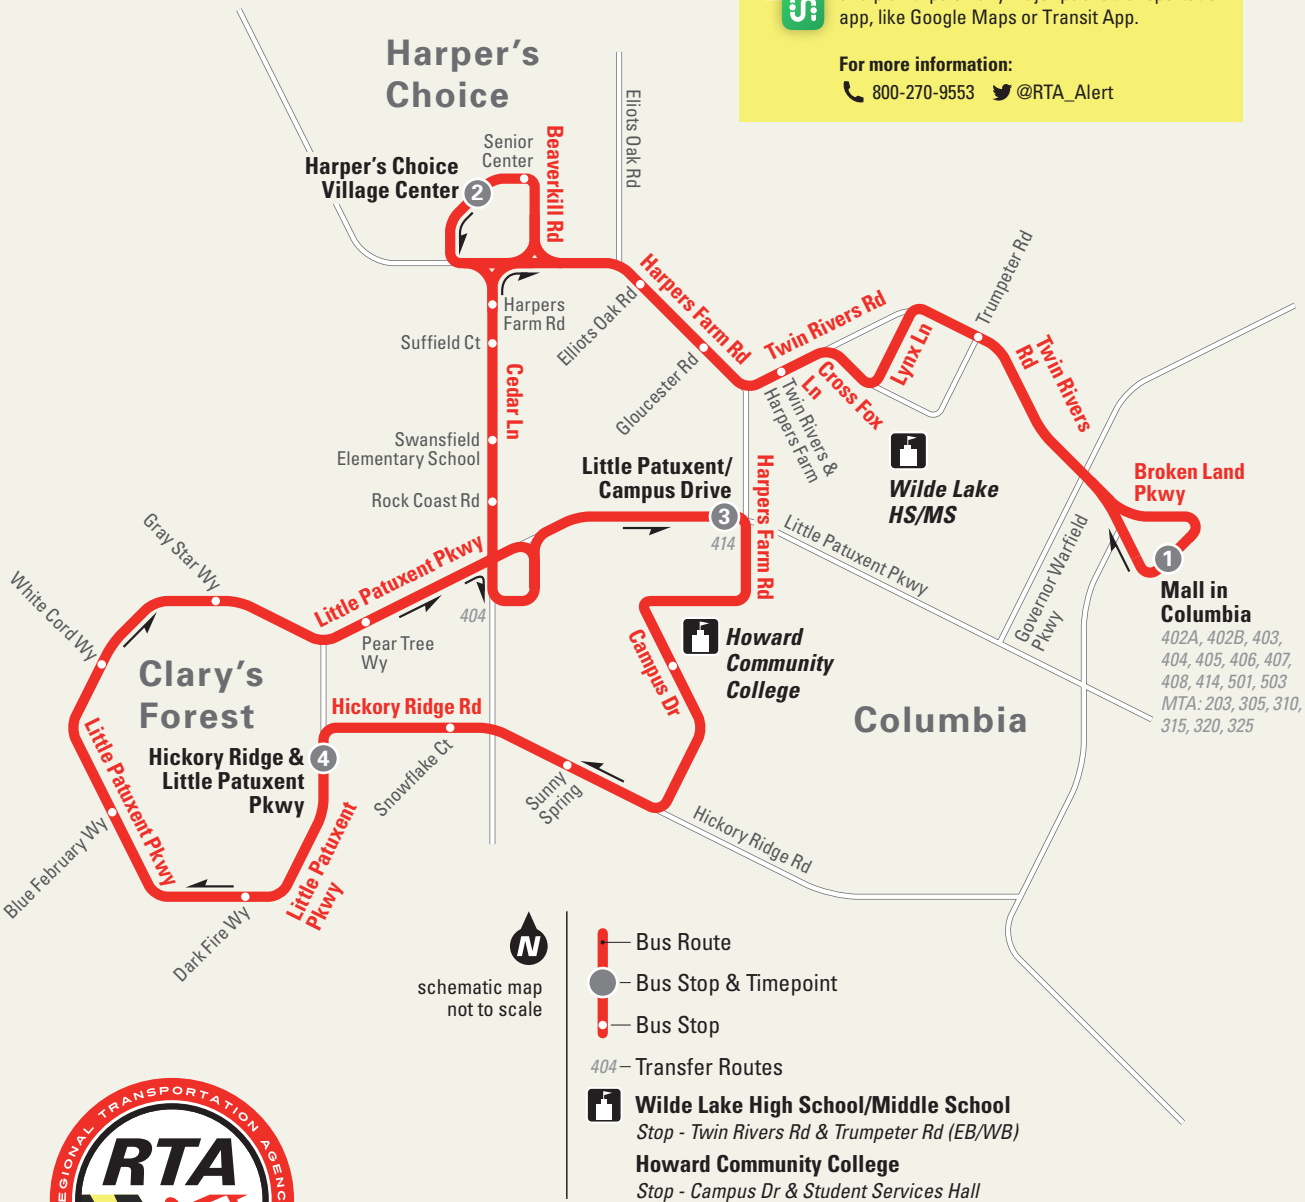 app, like Google Maps or Transit App.
For more information:
800-270-9553 @RTA_Alert
Harper's
Choice
Eliots Oak Rd
Senior
Center
Beaverkill Rd
Harper's Choice
Village Center
2
Harpers
Farm Rd
Elliots Oak Rd
Harpers Farm Rd
Gloucester Rd
Suffield Ct
Cedar Ln
Swansfield
Elementary School
Rock Coast Rd
Twin Rivers Rd
Twin Rivers &
Harpers Farm
Cross Fox
Ln
Lynx Ln
Trumpeter Rd
Twin Rivers
Rd
Wilde Lake
HS/MS
Broken Land
Pkwy
1
Mall in
Columbia
402A, 402B, 403,
404, 405, 406, 407,
408, 414, 501, 503
MTA: 203, 305, 310,
315, 320, 325
Governor Warfield
Pkwy
Little Patuxent Pkwy
Little Patuxent/
Campus Drive
3
414
Harpers Farm Rd
Howard
Community
College
Campus Dr
Columbia
Gray Star Wy
White Cord Wy
Little Patuxent Pkwy
404
Pear Tree
Wy
Clary's
Forest
Hickory Ridge Rd
Hickory Ridge &
Little Patuxent
Pkwy
4
Snowflake Ct
Sunny
Spring
Hickory Ridge Rd
Little Patuxent Pkwy
Blue February Wy
Dark Fire Wy
Little Patuxent
Pkwy
N
schematic map
not to scale
Bus Route
Bus Stop & Timepoint
Bus Stop
404 Transfer Routes
Wilde Lake High School/Middle School
Stop - Twin Rivers Rd & Trumpeter Rd (EB/WB)
Howard Community College
Stop - Campus Dr & Student Services Hall
EGIONAL TRANSPORTATION AGENC
RTA